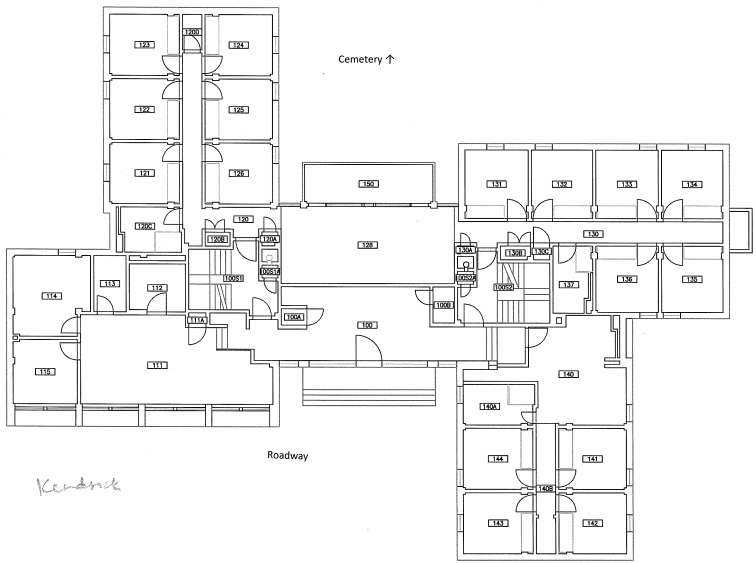 120D
123
124
Cemetery ↑
122
125
121
126
131
132
133
134
150
120
120C
130
120B
120A
128
130A
130B
130C
100S1A
100S1
100S2A
100S2
137
136
135
113
112
114
111A
100A
100B
100
111
115
140
140A
144
141
140B
143
142
Roadway
Kendrick